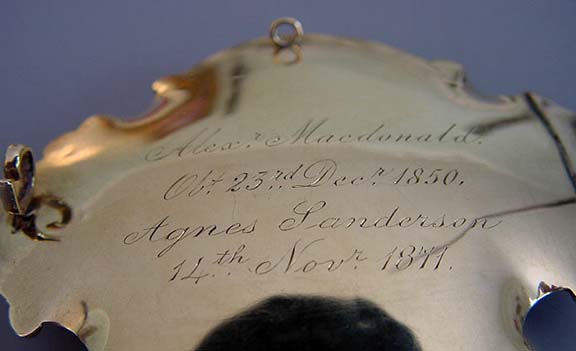 Alexr. Macdonald.
Obt. 23rd. Decr. 1850.
Agnes Sanderson
14th. Novr. 1871.